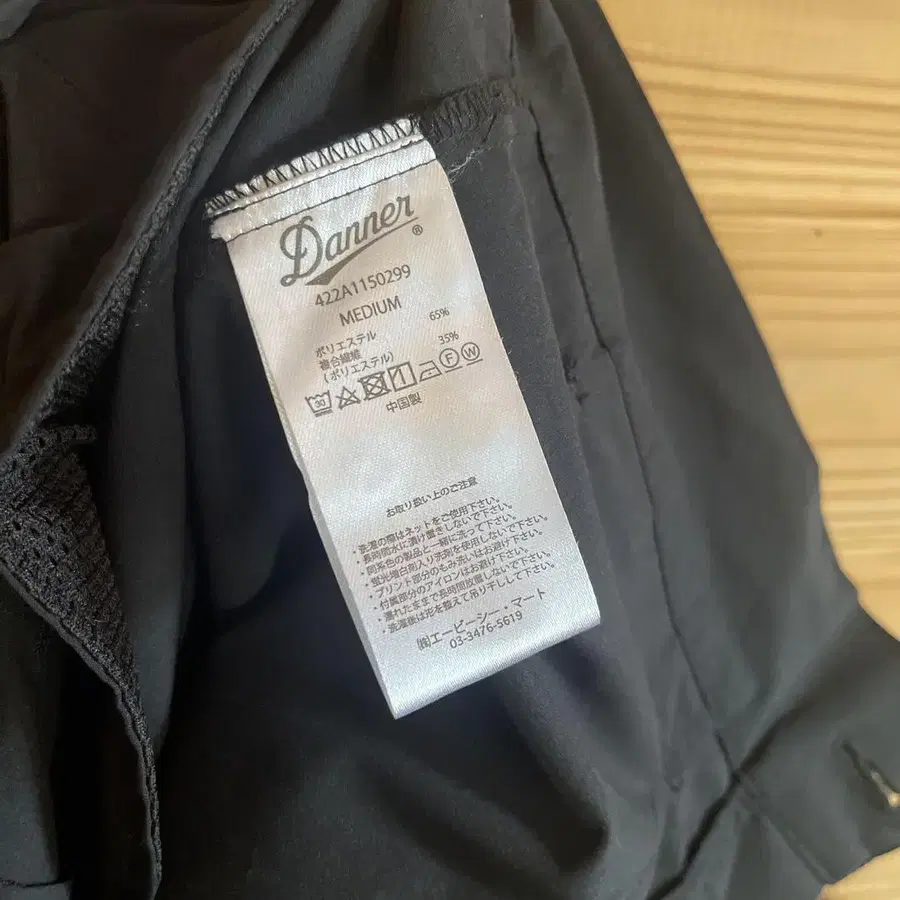 Danner®
422A1150299
MEDIUM
ポリエステル 65%
複合繊維 35%
(ポリエステル)
30 F W
中国製
お取り扱い上のご注意
・洗濯の際はネットをご使用下さい。
・長時間水に漬け置きしないで下さい。
・同系色の製品と一緒に洗って下さい。
・蛍光増白剤入り洗剤を使用しないで下さい。
・プリント部分のもみ洗いはお避け下さい。
・付属部分のアイロンはお避け下さい。
・濡れたままで長時間放置しないで下さい。
・洗濯後は形を整えて吊り干しして下さい。
㈱エービーシー・マート
03-3476-5619